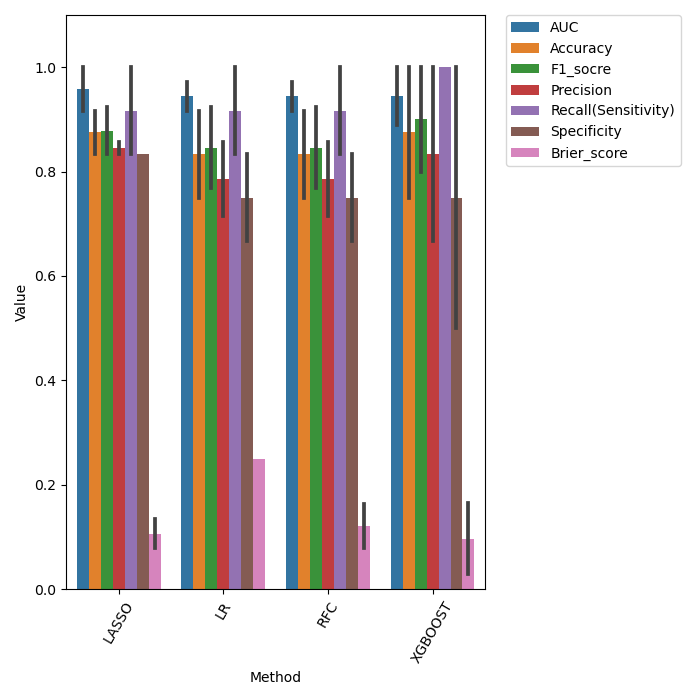 AUC
Accuracy
F1_socre
Precision
Recall(Sensitivity)
Specificity
Brier_score
1.0
0.8
0.6
0.4
0.2
0.0
Value
LASSO
LR
RFC
XGBOOST
Method